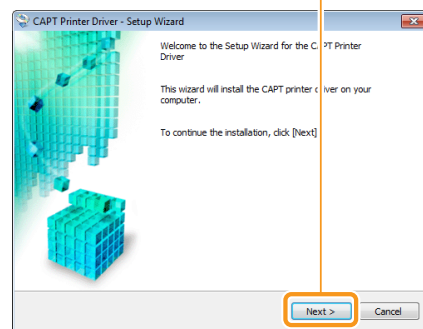 CAPT Printer Driver - Setup Wizard
Welcome to the Setup Wizard for the CAPT Printer
Driver
This wizard will install the CAPT printer driver on your
computer.
To continue the installation, click [Next]
Next >
Cancel